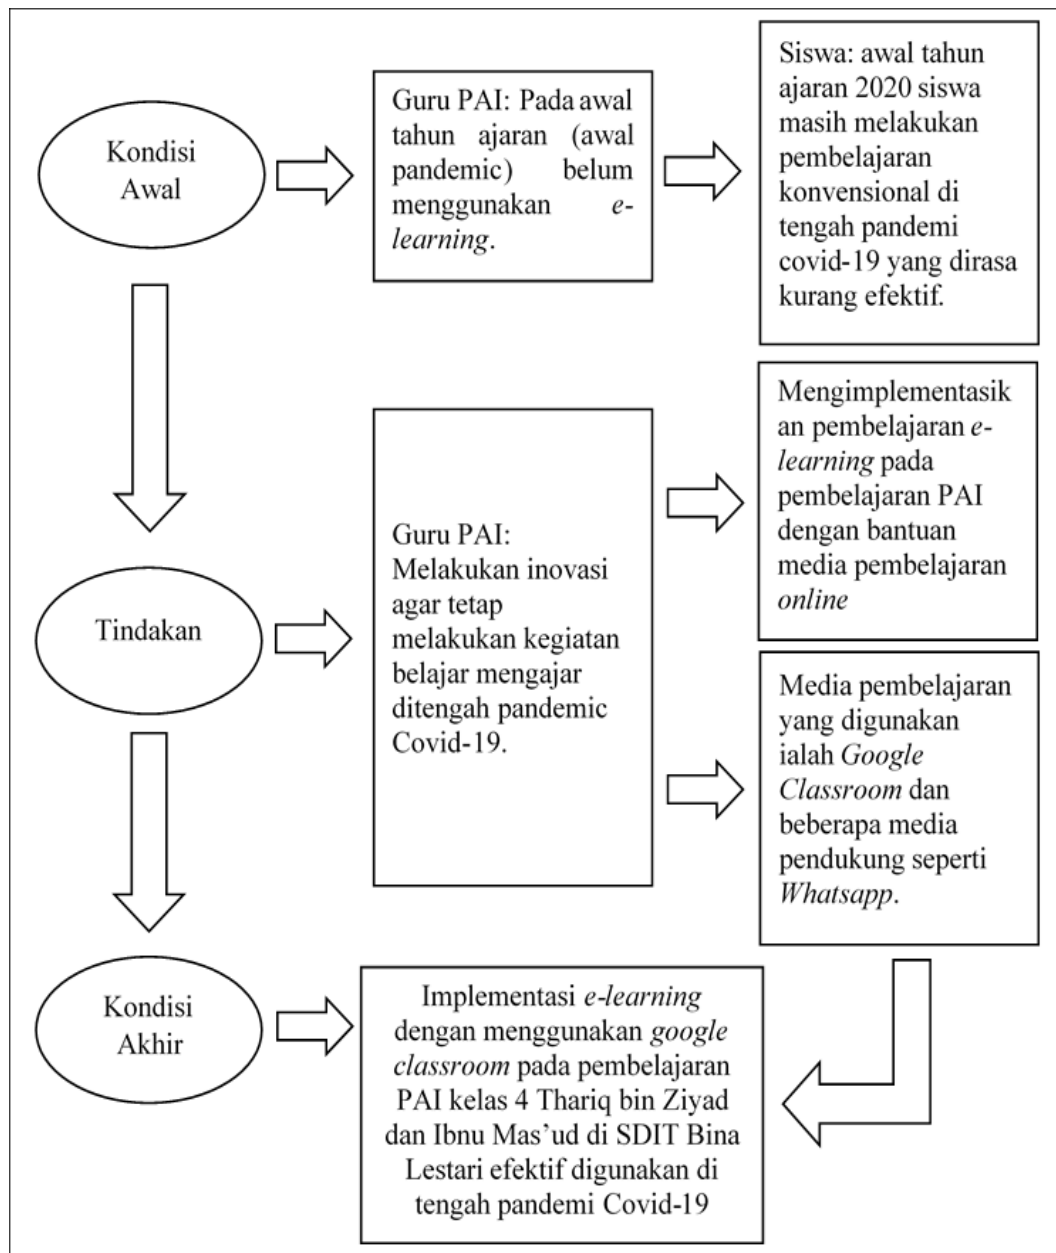 Kondisi
Awal
Guru PAI: Pada awal
tahun ajaran (awal
pandemic) belum
menggunakan e-
learning.
Siswa: awal tahun
ajaran 2020 siswa
masih melakukan
pembelajaran
konvensional di
tengah pandemi
covid-19 yang dirasa
kurang efektif.
Tindakan
Guru PAI:
Melakukan inovasi
agar tetap
melakukan kegiatan
belajar mengajar
ditengah pandemic
Covid-19.
Mengimplementasik
an pembelajaran e-
learning pada
pembelajaran PAI
dengan bantuan
media pembelajaran
online
Media pembelajaran
yang digunakan
ialah Google
Classroom dan
beberapa media
pendukung seperti
Whatsapp.
Kondisi
Akhir
Implementasi e-learning
dengan menggunakan google
classroom pada pembelajaran
PAI kelas 4 Thariq bin Ziyad
dan Ibnu Mas’ud di SDIT Bina
Lestari efektif digunakan di
tengah pandemi Covid-19